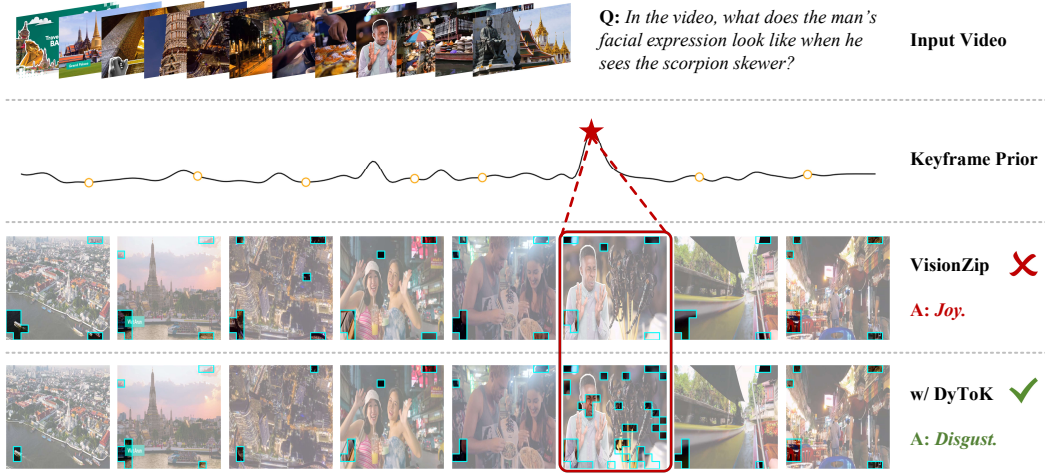 Q: In the video, what does the man's
facial expression look like when he
sees the scorpion skewer?
Input Video
Keyframe Prior
VisionZip
A: Joy.
w/ DyToK
A: Disgust.